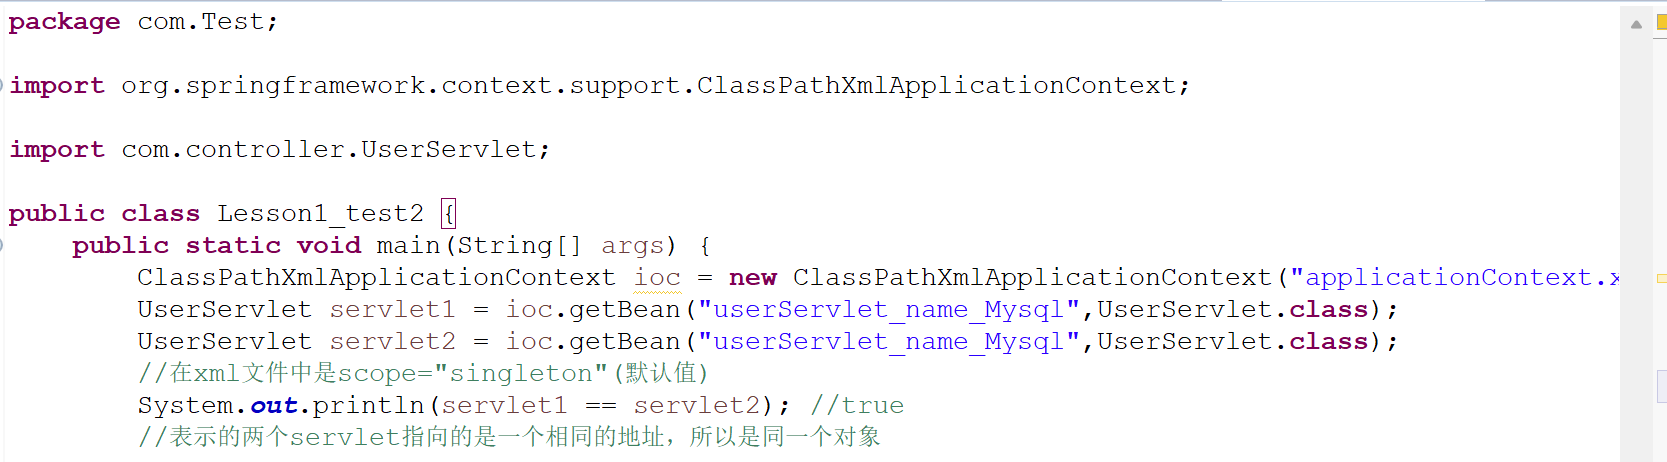 package com.Test;
import org.springframework.context.support.ClassPathXmlApplicationContext;
import com.controller.UserServlet;
public class Lesson1_test2 {
public static void main(String[] args) {
ClassPathXmlApplicationContext ioc = new ClassPathXmlApplicationContext("applicationContext.x
UserServlet servlet1 = ioc.getBean("userServlet_name_Mysql",UserServlet.class);
UserServlet servlet2 = ioc.getBean("userServlet_name_Mysql",UserServlet.class);
//在xml文件中是scope="singleton"(默认值)
System.out.println(servlet1 == servlet2); //true
//表示的两个servlet指向的是一个相同的地址，所以是同一个对象